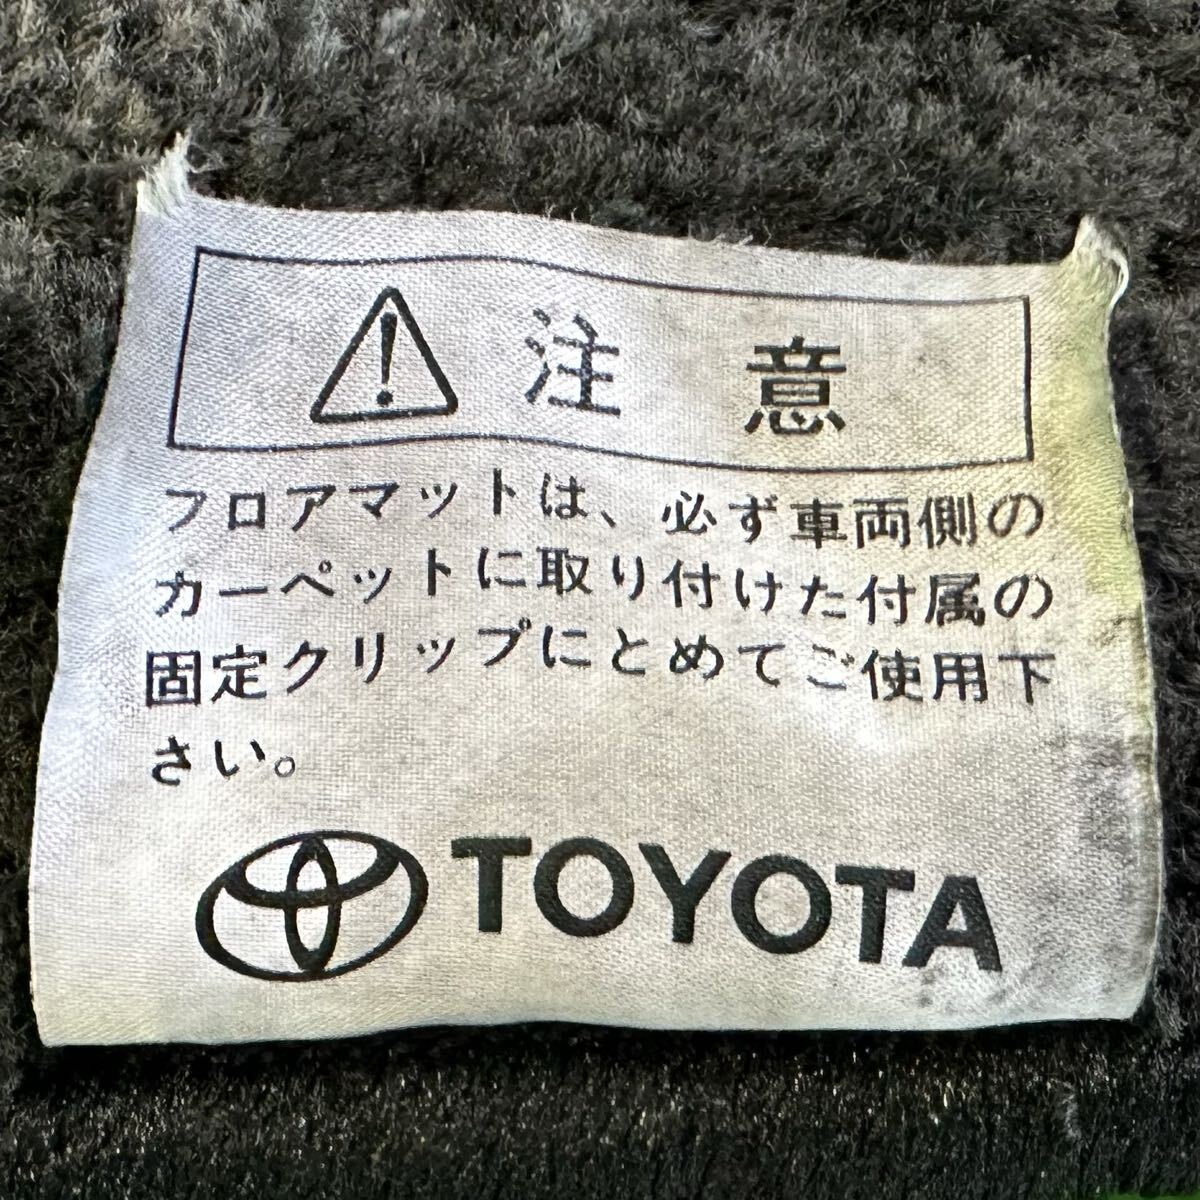 注意
フロアマットは、必ず車両側の
カーペットに取り付けた付属の
固定クリップにとめてご使用下
さい。
TOYOTA